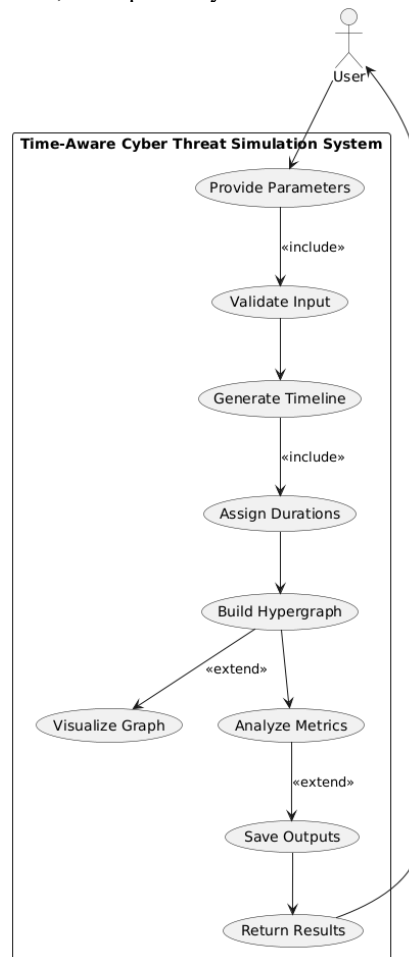 User
Time-Aware Cyber Threat Simulation System
Provide Parameters
«include»
Validate Input
Generate Timeline
«include»
Assign Durations
Build Hypergraph
«extend»
Visualize Graph
Analyze Metrics
«extend»
Save Outputs
Return Results